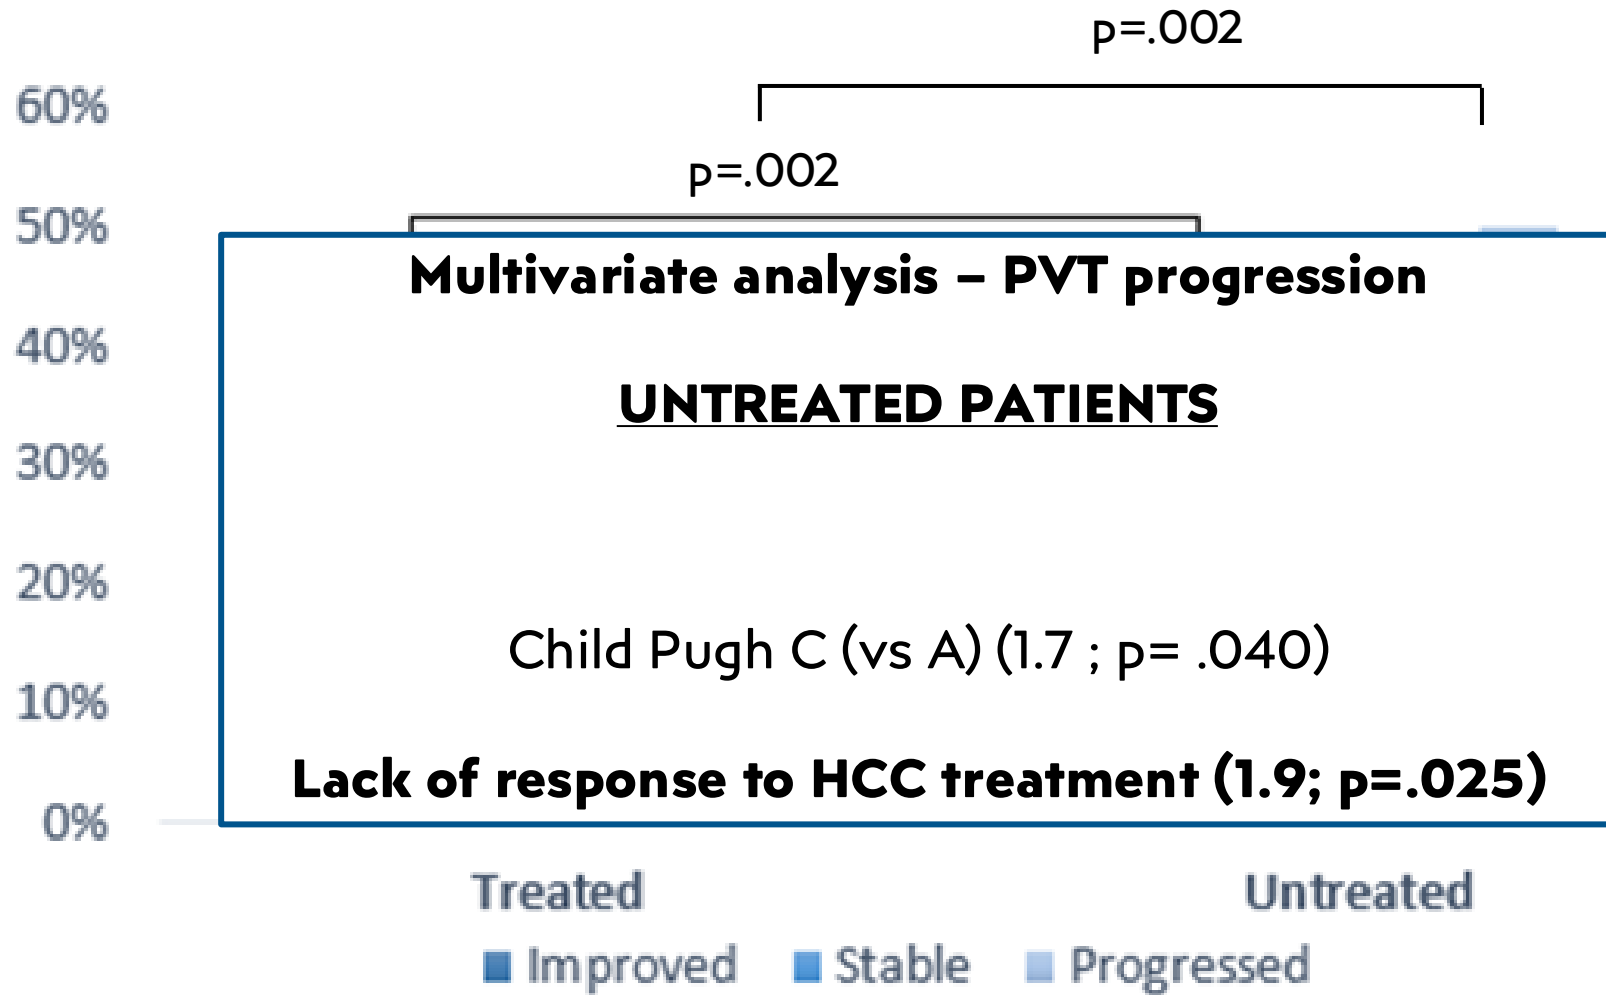 p=.002
60%
p=.002
50%
Multivariate analysis – PVT progression
40%
UNTREATED PATIENTS
30%
20%
Child Pugh C (vs A) (1.7 ; p= .040)
10%
Lack of response to HCC treatment (1.9; p=.025)
0%
Treated Untreated
Improved Stable Progressed